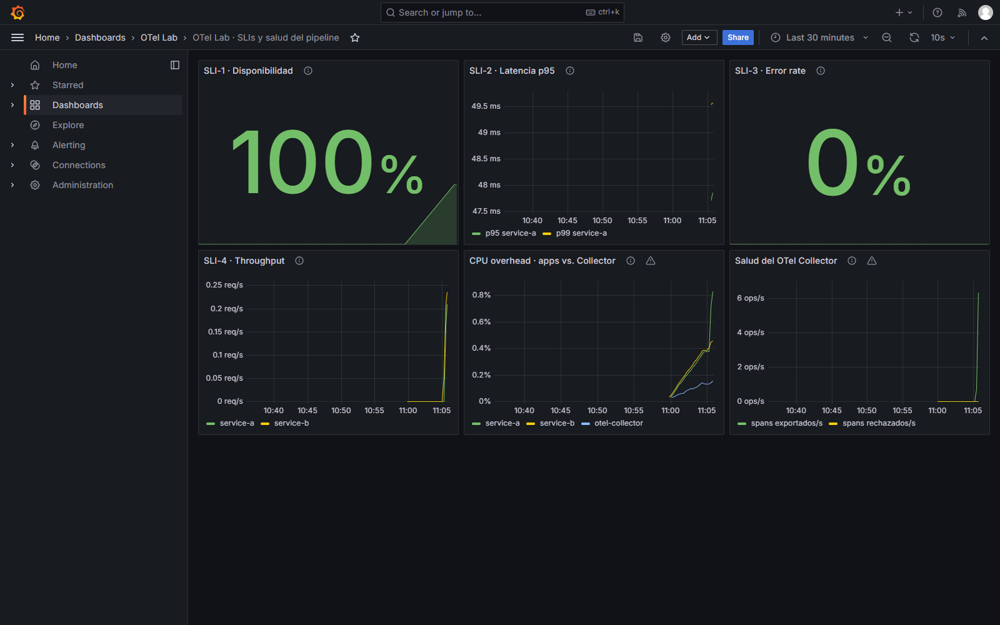 Search or jump to...
ctrl+k
Home › Dashboards › OTel Lab › OTel Lab · SLIs y salud del pipeline
Add
Share
Last 30 minutes
10s
Home
Starred
Dashboards
Explore
Alerting
Connections
Administration
SLI-1 · Disponibilidad
100%
SLI-2 · Latencia p95
49.5 ms
49 ms
48.5 ms
48 ms
47.5 ms
10:40 10:45 10:50 10:55 11:00 11:05
p95 service-a p99 service-a
SLI-3 · Error rate
0%
SLI-4 · Throughput
0.25 req/s
0.2 req/s
0.15 req/s
0.1 req/s
0.05 req/s
0 req/s
10:40 10:45 10:50 10:55 11:00 11:05
service-a service-b
CPU overhead · apps vs. Collector
0.8%
0.6%
0.4%
0.2%
0%
10:40 10:45 10:50 10:55 11:00 11:05
service-a service-b otel-collector
Salud del OTel Collector
6 ops/s
4 ops/s
2 ops/s
0 ops/s
10:40 10:45 10:50 10:55 11:00 11:05
spans exportados/s spans rechazados/s